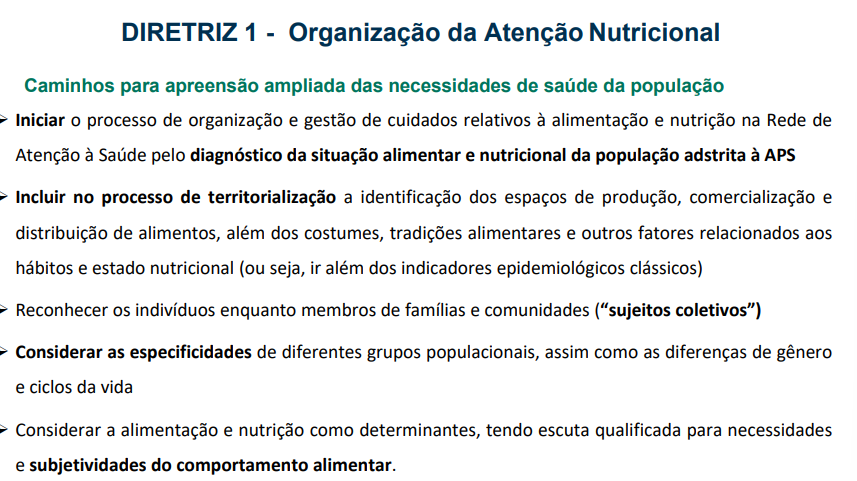 DIRETRIZ 1 - Organização da Atenção Nutricional
Caminhos para apreensão ampliada das necessidades de saúde da população
➢ Iniciar o processo de organização e gestão de cuidados relativos à alimentação e nutrição na Rede de
Atenção à Saúde pelo diagnóstico da situação alimentar e nutricional da população adstrita à APS
➢ Incluir no processo de territorialização a identificação dos espaços de produção, comercialização e
distribuição de alimentos, além dos costumes, tradições alimentares e outros fatores relacionados aos
hábitos e estado nutricional (ou seja, ir além dos indicadores epidemiológicos clássicos)
➢ Reconhecer os indivíduos enquanto membros de famílias e comunidades (“sujeitos coletivos”)
➢ Considerar as especificidades de diferentes grupos populacionais, assim como as diferenças de gênero
e ciclos da vida
➢ Considerar a alimentação e nutrição como determinantes, tendo escuta qualificada para necessidades
e subjetividades do comportamento alimentar.